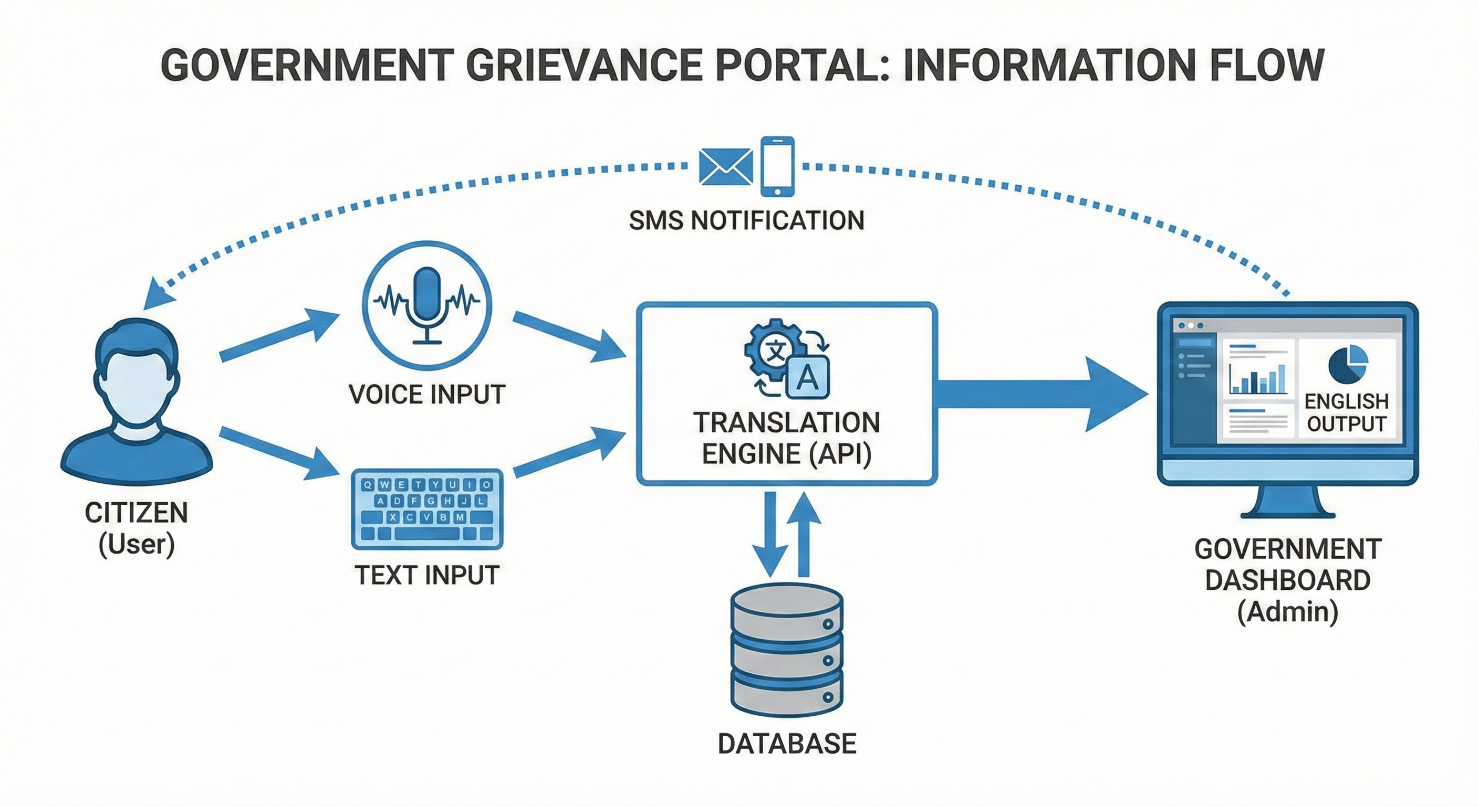 GOVERNMENT GRIEVANCE PORTAL: INFORMATION FLOW
SMS NOTIFICATION
VOICE INPUT
TEXT INPUT
Q W E T Y U I O
A D F G H J L
X C V B M
CITIZEN
(User)
文
A
TRANSLATION
ENGINE (API)
DATABASE
ENGLISH
OUTPUT
GOVERNMENT
DASHBOARD
(Admin)